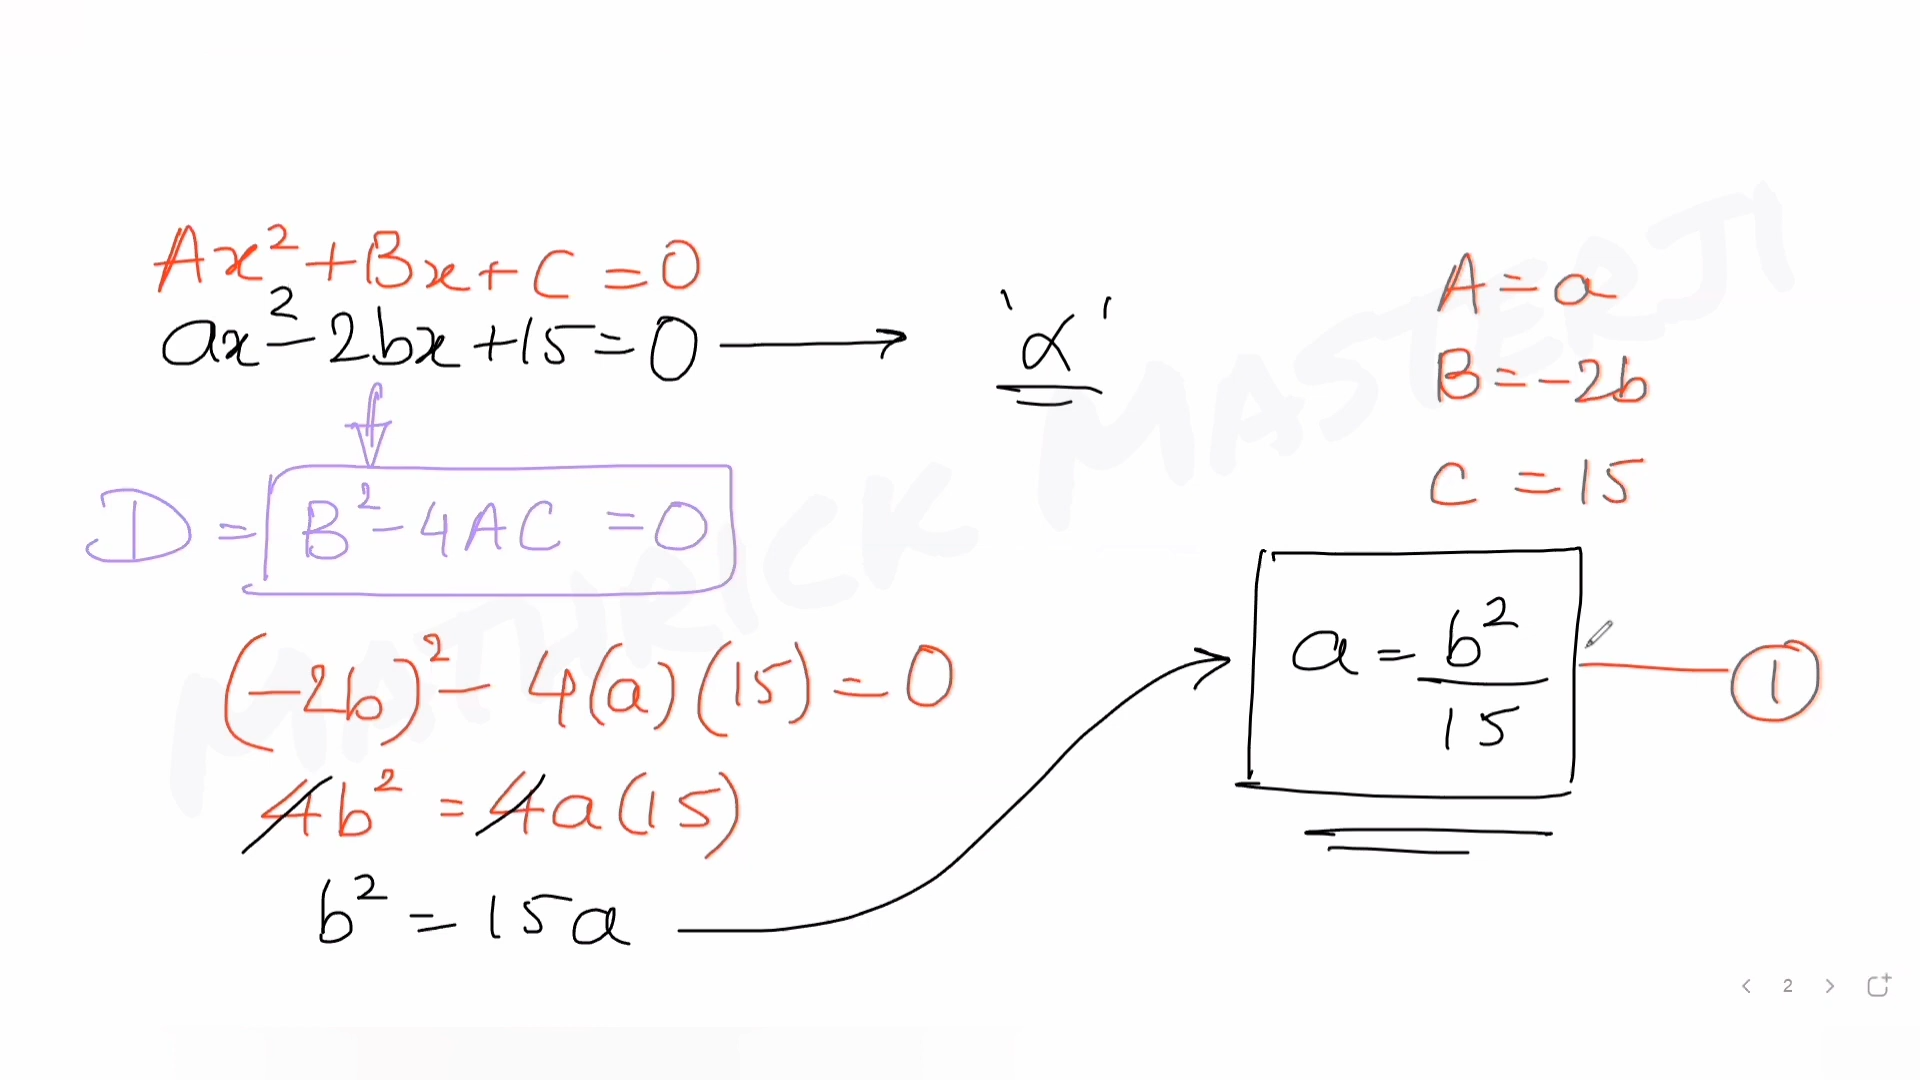 Ax²+Bx+C=0
ax²-2bx+15=0 → 'α'
D = B²-4AC =0
(-2b)²- 4(a)(15)=0
4b² = 4a(15)
b² = 15a
A=a
B=-2b
C=15
a= b²/15 ①
MATHRICK MASTERJI
2